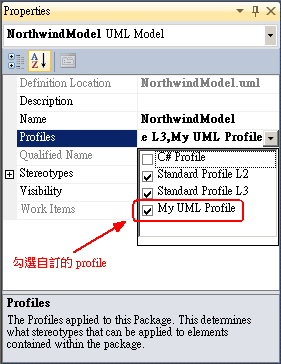 Properties
NorthwindModel UML Model
Definition Location NorthwindModel.uml
Description
Name NorthwindModel
Profiles e L3,My UML Profile
Qualified Name
C# Profile
Stereotypes
Standard Profile L2
Visibility
Standard Profile L3
Work Items
My UML Profile
勾選自訂的 profile
Profiles
The Profiles applied to this Package. This determines
what stereotypes that can be applied to elements
contained within the package.